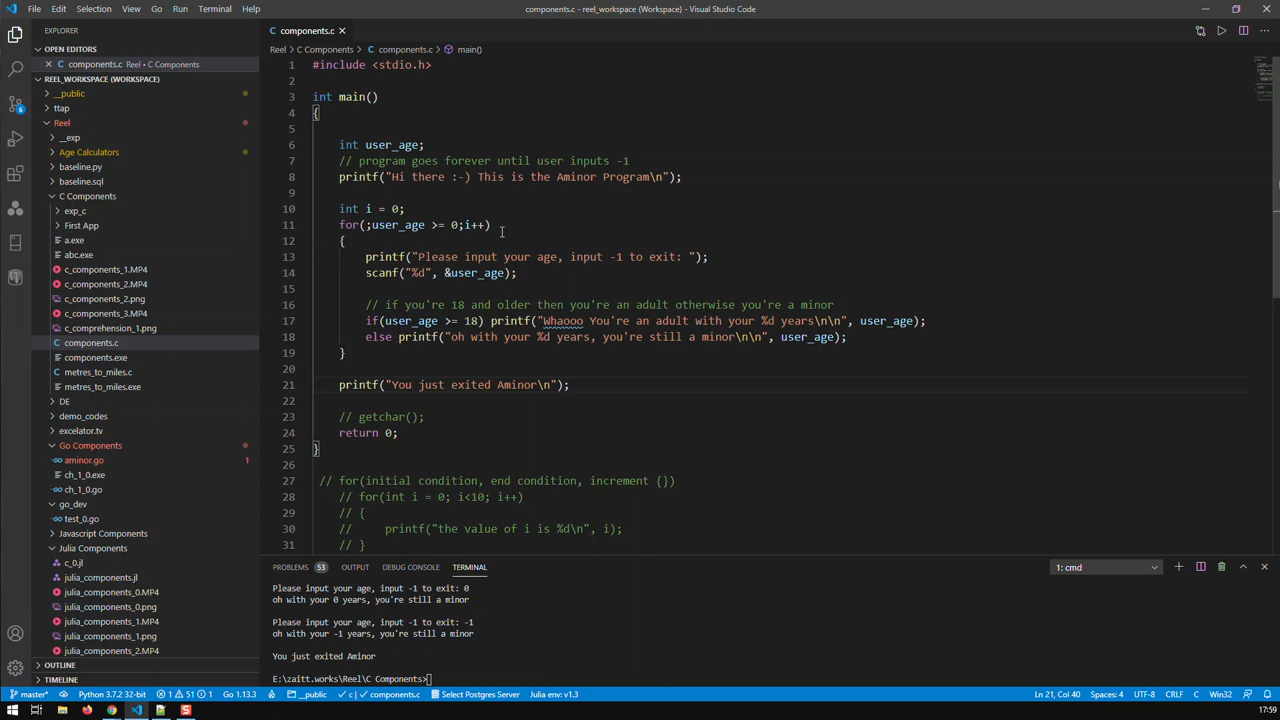 File Edit Selection View Go Run Terminal Help
components.c - reel_workspace (Workspace) - Visual Studio Code
EXPLORER
OPEN EDITORS
components.c Reel • C Components
REEL_WORKSPACE (WORKSPACE)
__public
ttap
Reel
__exp
Age Calculators
baseline.py
baseline.sql
C Components
exp_c
First App
a.exe
abc.exe
c_components_1.MP4
c_components_2.MP4
c_components_2.png
c_components_3.MP4
c_comprehension_1.png
components.c
components.exe
metres_to_miles.c
metres_to_miles.exe
DE
demo_codes
excelator.tv
Go Components
aminor.go 1
ch_1_0.exe
ch_1_0.go
go_dev
test_0.go
Javascript Components
Julia Components
c_0.jl
julia_components.jl
julia_components_0.MP4
julia_components_0.png
julia_components_1.MP4
julia_components_1.png
julia_components_2.MP4
OUTLINE
TIMELINE
6
components.c
Reel > C Components > components.c > main()
1 #include <stdio.h>
2
3 int main()
4 {
5
6 int user_age;
7 // program goes forever until user inputs -1
8 printf("Hi there :-) This is the Aminor Program\n");
9
10 int i = 0;
11 for(;user_age >= 0;i++)
12 {
13 printf("Please input your age, input -1 to exit: ");
14 scanf("%d", &user_age);
15
16 // if you're 18 and older then you're an adult otherwise you're a minor
17 if(user_age >= 18) printf("Whaooo You're an adult with your %d years\n\n", user_age);
18 else printf("oh with your %d years, you're still a minor\n\n", user_age);
19 }
20
21 printf("You just exited Aminor\n");
22
23 // getchar();
24 return 0;
25 }
26
27 // for(initial condition, end condition, increment {})
28 // for(int i = 0; i<10; i++)
29 // {
30 // printf("the value of i is %d\n", i);
31 // }
PROBLEMS 53 OUTPUT DEBUG CONSOLE TERMINAL 1: cmd
Please input your age, input -1 to exit: 0
oh with your 0 years, you're still a minor
Please input your age, input -1 to exit: -1
oh with your -1 years, you're still a minor
You just exited Aminor
E:\zaitt.works\Reel\C Components>
master* Python 3.7.2 32-bit 1 51 1 Go 1.13.3 __public c | components.c Select Postgres Server Julia env: v1.3 Ln 21, Col 40 Spaces: 4 UTF-8 CRLF C Win32
17:59